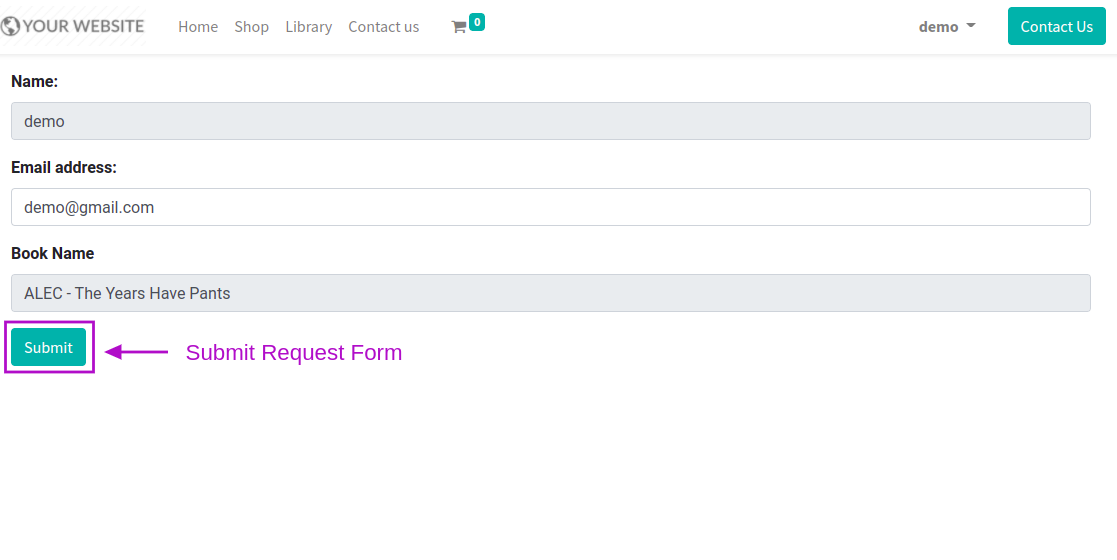 YOUR WEBSITE Home Shop Library Contact us 0 demo Contact Us
Name:
demo
Email address:
demo@gmail.com
Book Name
ALEC - The Years Have Pants
Submit Submit Request Form